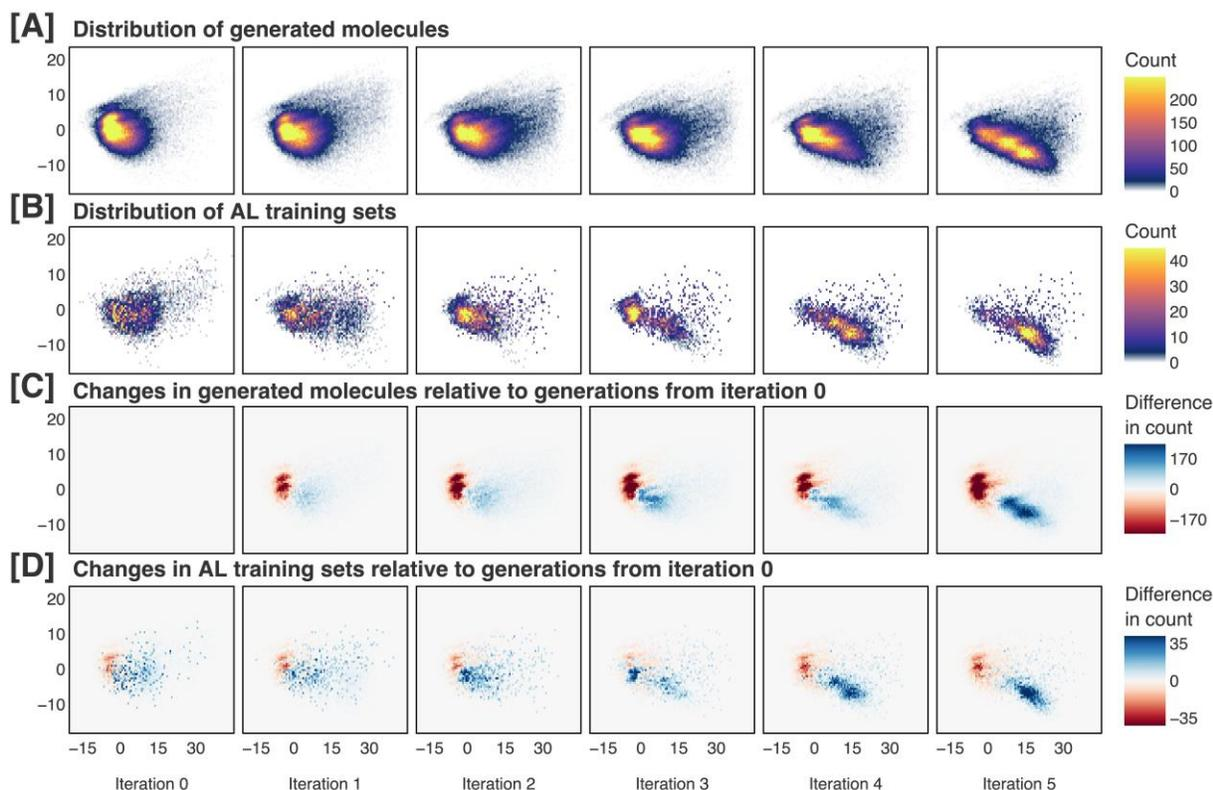 [A] Distribution of generated molecules
20
10
0
−10
Count
200
150
100
50
0
[B] Distribution of AL training sets
20
10
0
−10
Count
40
30
20
10
0
[C] Changes in generated molecules relative to generations from iteration 0
20
10
0
−10
Difference
in count
170
0
−170
[D] Changes in AL training sets relative to generations from iteration 0
20
10
0
−10
Difference
in count
35
0
−35
−15 0 15 30 −15 0 15 30 −15 0 15 30 −15 0 15 30 −15 0 15 30 −15 0 15 30
Iteration 0 Iteration 1 Iteration 2 Iteration 3 Iteration 4 Iteration 5